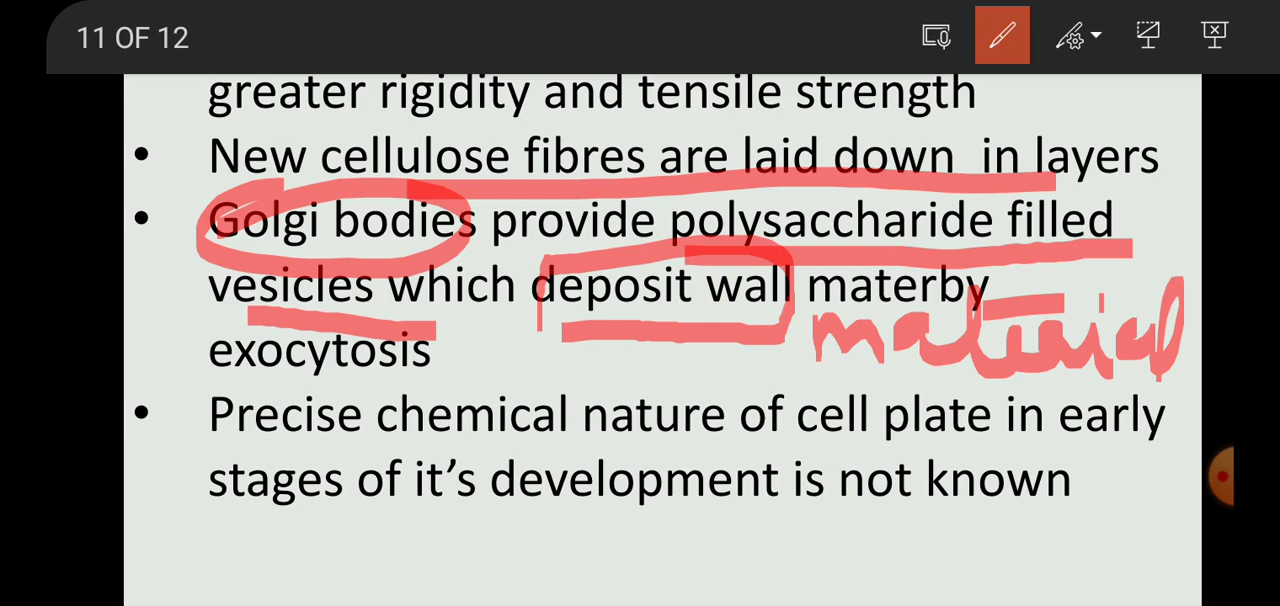 11 OF 12
greater rigidity and tensile strength
• New cellulose fibres are laid down in layers
• Golgi bodies provide polysaccharide filled
vesicles which deposit wall materby
material
exocytosis
• Precise chemical nature of cell plate in early
stages of it's development is not known